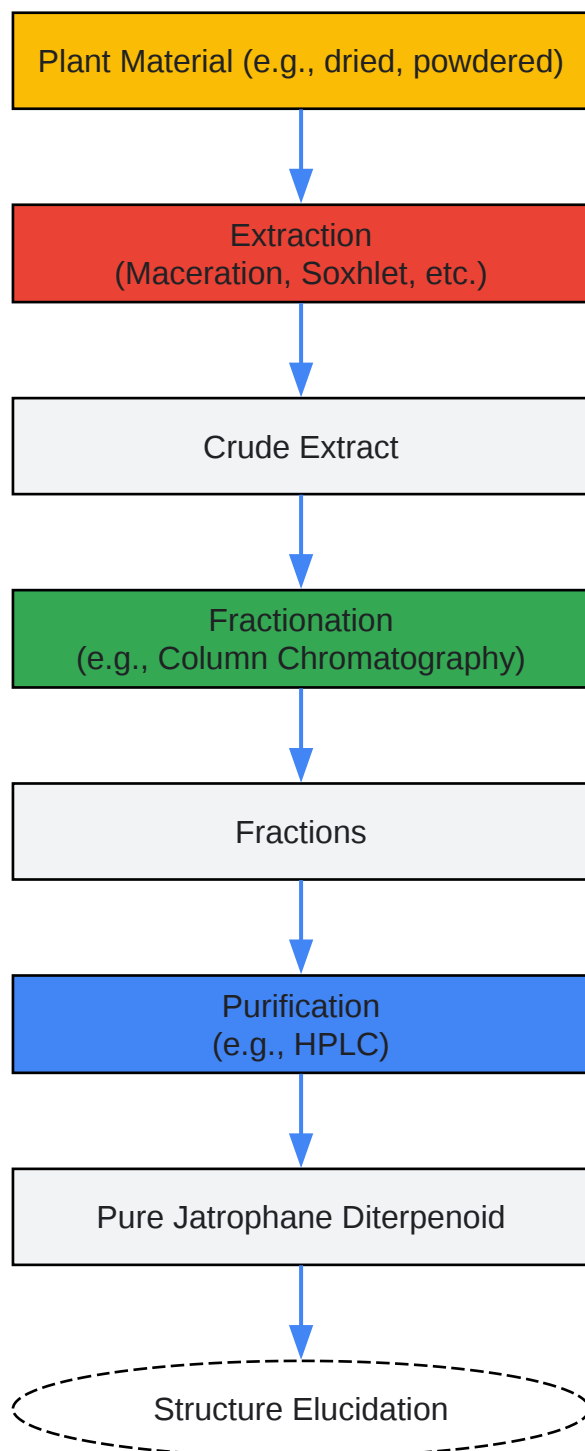 Plant Material (e.g., dried, powdered)
Extraction
(Maceration, Soxhlet, etc.)
Crude Extract
Fractionation
(e.g., Column Chromatography)
Fractions
Purification
(e.g., HPLC)
Pure Jatrophane Diterpenoid
Structure Elucidation